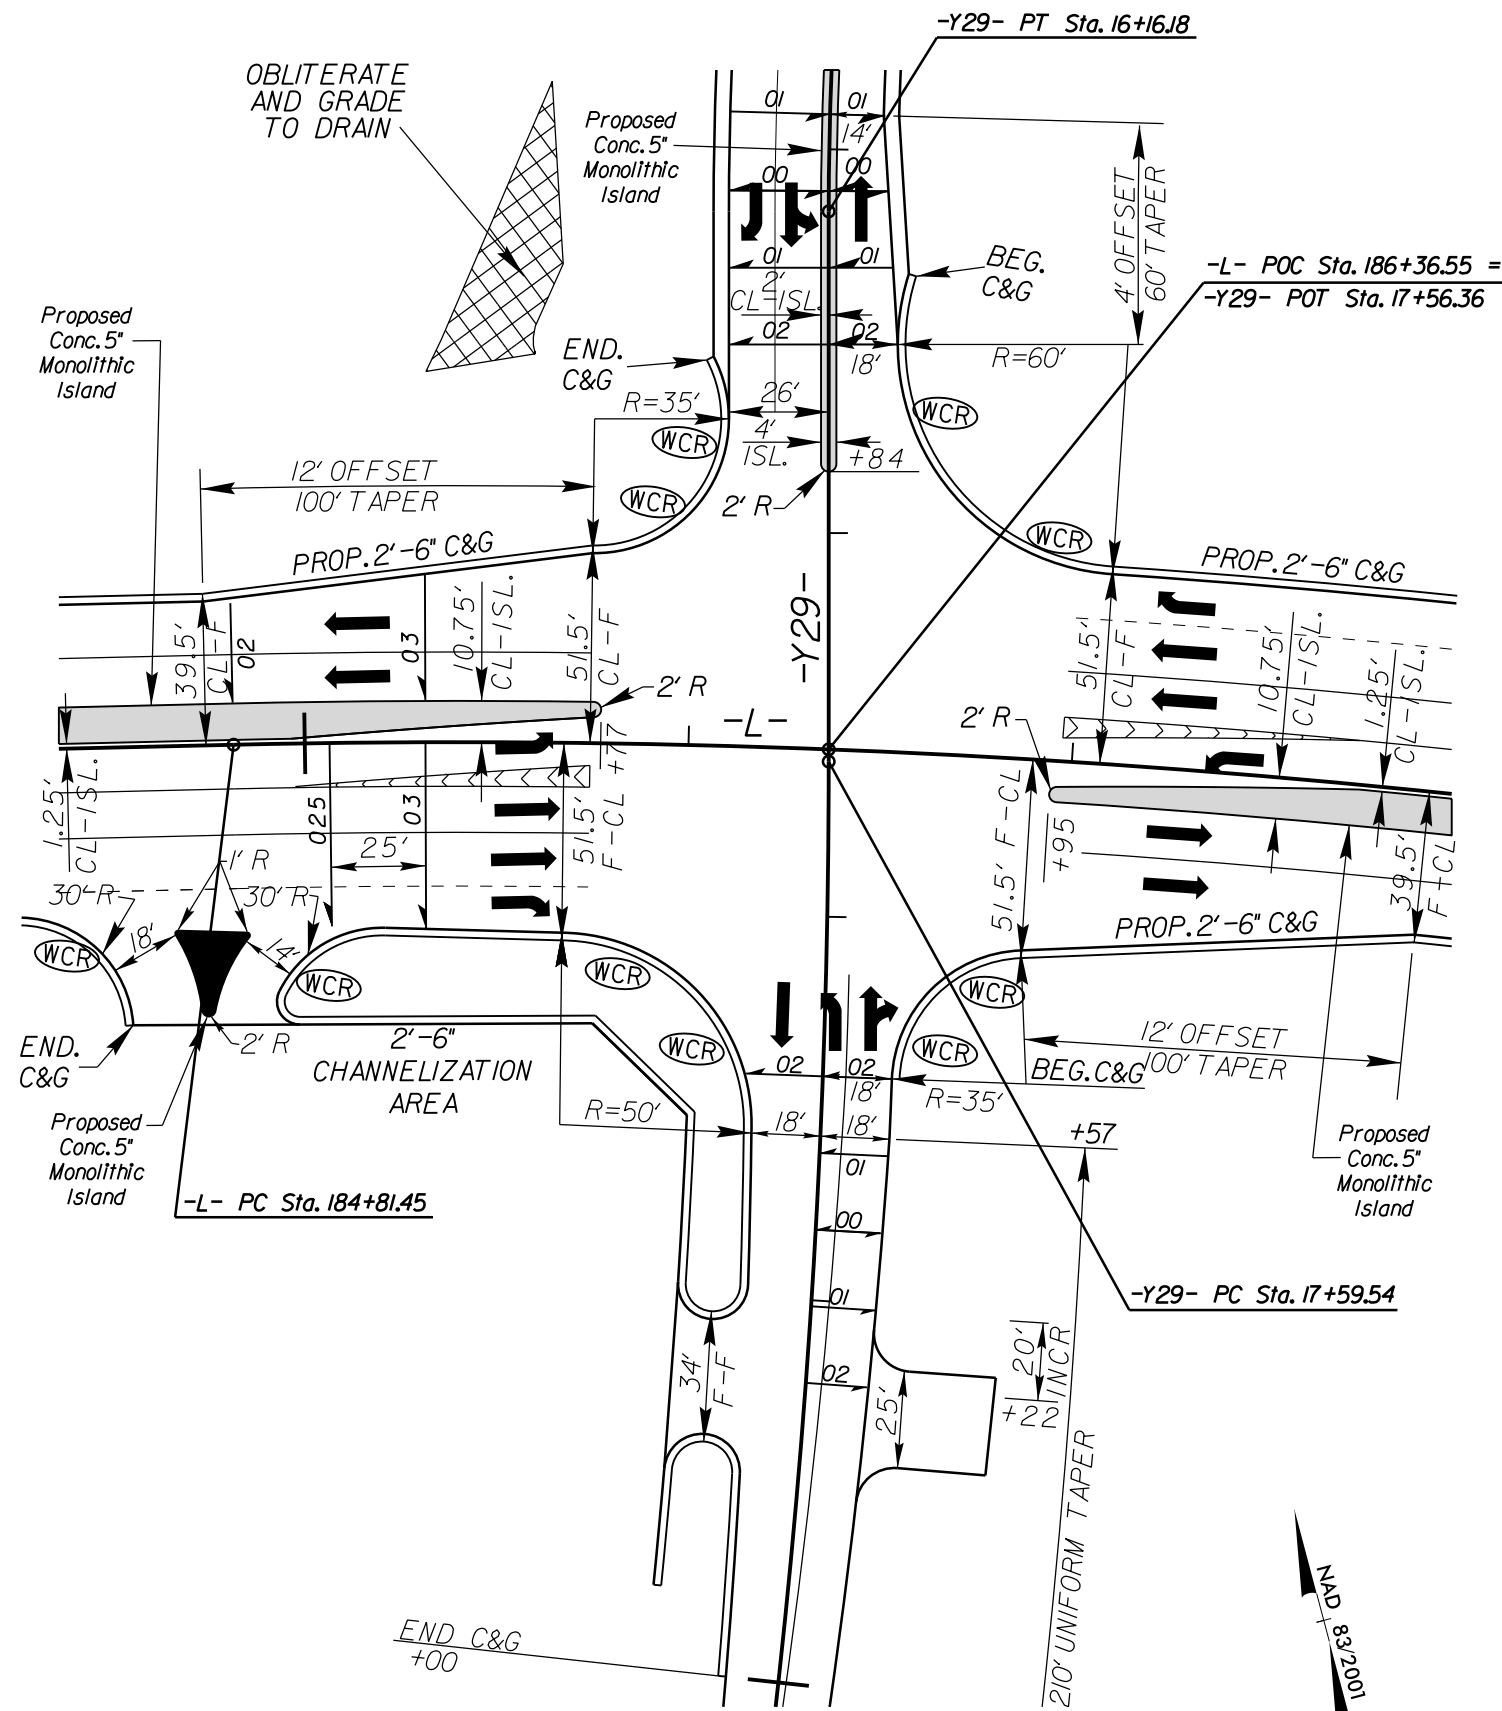 -Y29- PT Sta. 16+16.18
OBLITERATE
AND GRADE
TO DRAIN
Proposed
Conc. 5"
Monolithic
Island
01
01
14'
00
00
4' OFFSET
60' TAPER
01
01
2'
CL-ISL.
BEG.
C&G
-L- POC Sta. 186+36.55 =
-Y29- POT Sta. 17+56.36
Proposed
Conc. 5"
Monolithic
Island
02
02
18'
R=60'
END.
C&G
R=35'
26'
WCR
WCR
4'
ISL.
+84
12' OFFSET
100' TAPER
WCR
2' R
WCR
PROP. 2'-6" C&G
PROP. 2'-6" C&G
39.5'
CL-F
02
03
10.75'
CL-ISL.
51.5'
CL-F
-Y29-
51.5'
CL-F
10.75'
CL-ISL.
1.25'
CL-ISL.
2' R
-L-
2' R
+77
1.25'
CL-ISL.
025
03
25'
51.5'
F-CL
51.5' F-CL
+95
39.5'
F+CL
1' R
30' R
30' R
18'
14'
PROP. 2'-6" C&G
WCR
WCR
WCR
WCR
END.
C&G
2' R
2'-6"
CHANNELIZATION
AREA
WCR
WCR
12' OFFSET
100' TAPER
BEG. C&G
02
02
18'
R=35'
R=50'
18'
18'
+57
Proposed
Conc. 5"
Monolithic
Island
Proposed
Conc. 5"
Monolithic
Island
01
-L- PC Sta. 184+81.45
00
01
-Y29- PC Sta. 17+59.54
02
34'
F-F
25'
20'
INCR
+22
210' UNIFORM TAPER
END C&G
+00
NAD 83/2001